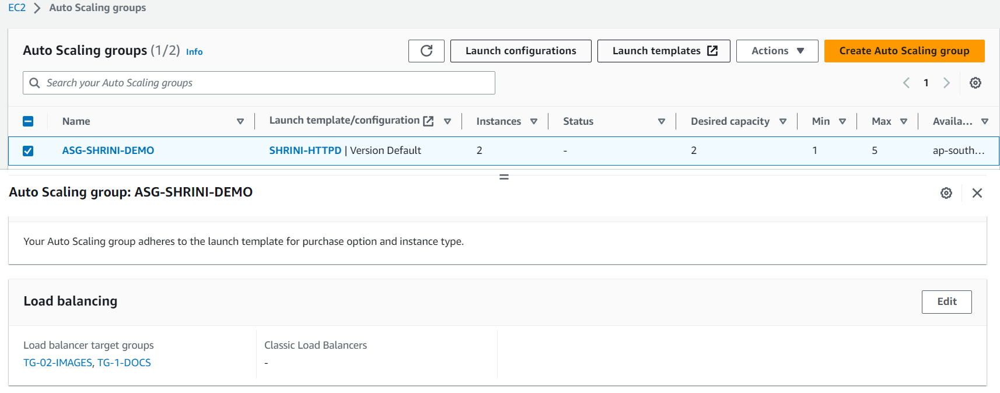 EC2 > Auto Scaling groups
Auto Scaling groups (1/2) Info
Launch configurations
Launch templates
Actions
Create Auto Scaling group
Search your Auto Scaling groups
1
Name Launch template/configuration Instances Status Desired capacity Min Max Availa...
ASG-SHRINI-DEMO SHRINI-HTTPD | Version Default 2 - 2 1 5 ap-south...
Auto Scaling group: ASG-SHRINI-DEMO
Your Auto Scaling group adheres to the launch template for purchase option and instance type.
Load balancing
Edit
Load balancer target groups
TG-02-IMAGES, TG-1-DOCS
Classic Load Balancers
-